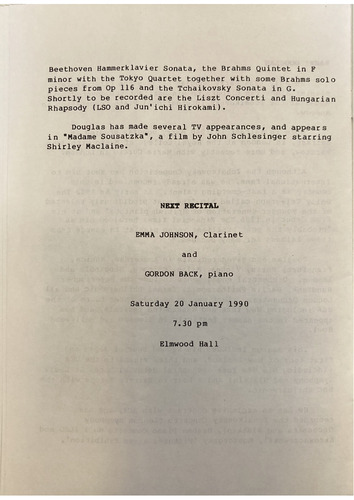 Beethoven Hammerklavier Sonata, the Brahms Quintet in F
minor with the Tokyo Quartet together with some Brahms solo
pieces from Op 116 and the Tchaikovsky Sonata in G.
Shortly to be recorded are the Liszt Concerti and Hungarian
Rhapsody (LSO and Jun'ichi Hirokami).
Douglas has made several TV appearances, and appears
in "Madame Sousatzka", a film by John Schlesinger starring
Shirley Maclaine.
NEXT RECITAL
EMMA JOHNSON, Clarinet
and
GORDON BACK, piano
Saturday 20 January 1990
7.30 pm
Elmwood Hall